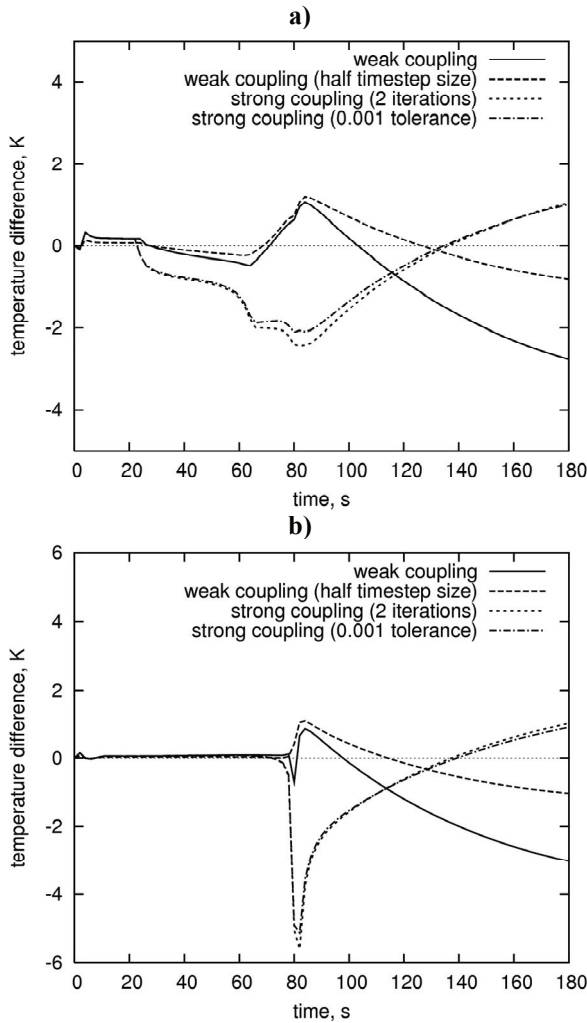 a)
weak coupling
weak coupling (half timestep size)
strong coupling (2 iterations)
strong coupling (0.001 tolerance)
temperature difference, K
4
2
0
-2
-4
0 20 40 60 80 100 120 140 160 180
time, s
b)
weak coupling
weak coupling (half timestep size)
strong coupling (2 iterations)
strong coupling (0.001 tolerance)
temperature difference, K
6
4
2
0
-2
-4
-6
0 20 40 60 80 100 120 140 160 180
time, s